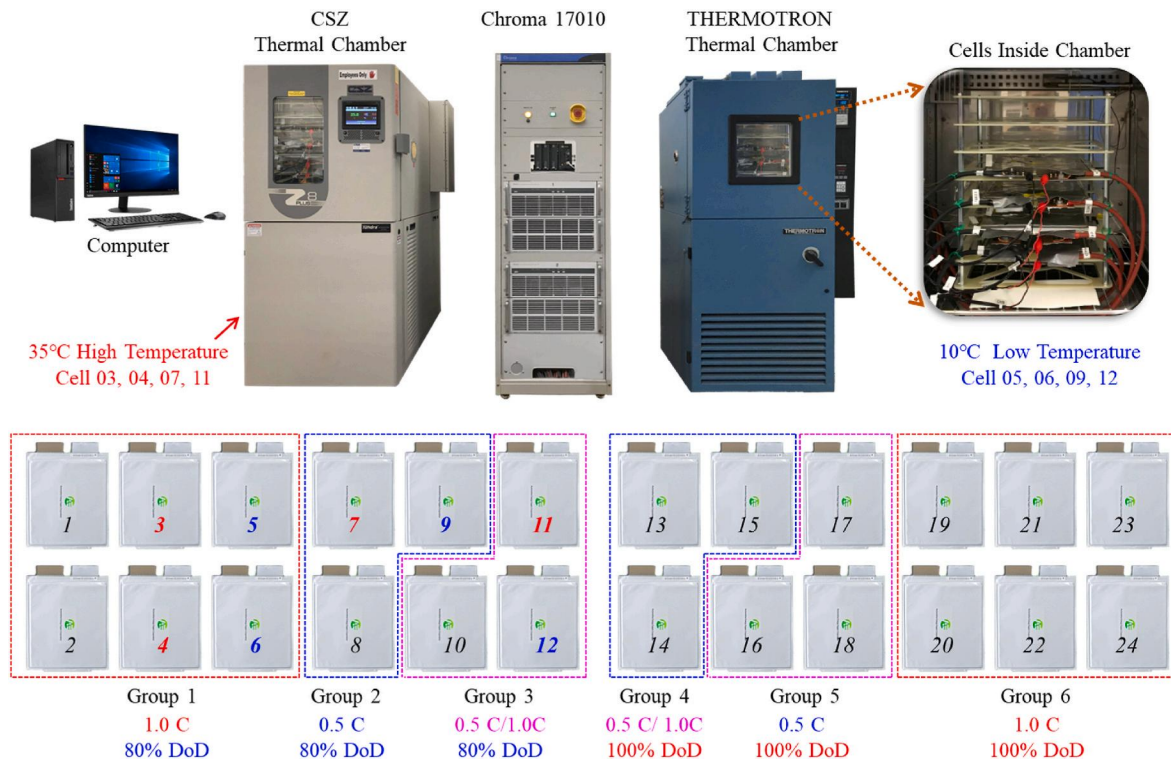 CSZ
Thermal Chamber
Chroma 17010
THERMOTRON
Thermal Chamber
Cells Inside Chamber
Employees Only
THERMOTRON
Computer
35°C High Temperature
Cell 03, 04, 07, 11
10°C Low Temperature
Cell 05, 06, 09, 12
1 3 5 7 9 11 13 15 17 19 21 23
2 4 6 8 10 12 14 16 18 20 22 24
Group 1
1.0 C
80% DoD
Group 2
0.5 C
80% DoD
Group 3
0.5 C/1.0C
80% DoD
Group 4
0.5 C/ 1.0C
100% DoD
Group 5
0.5 C
100% DoD
Group 6
1.0 C
100% DoD